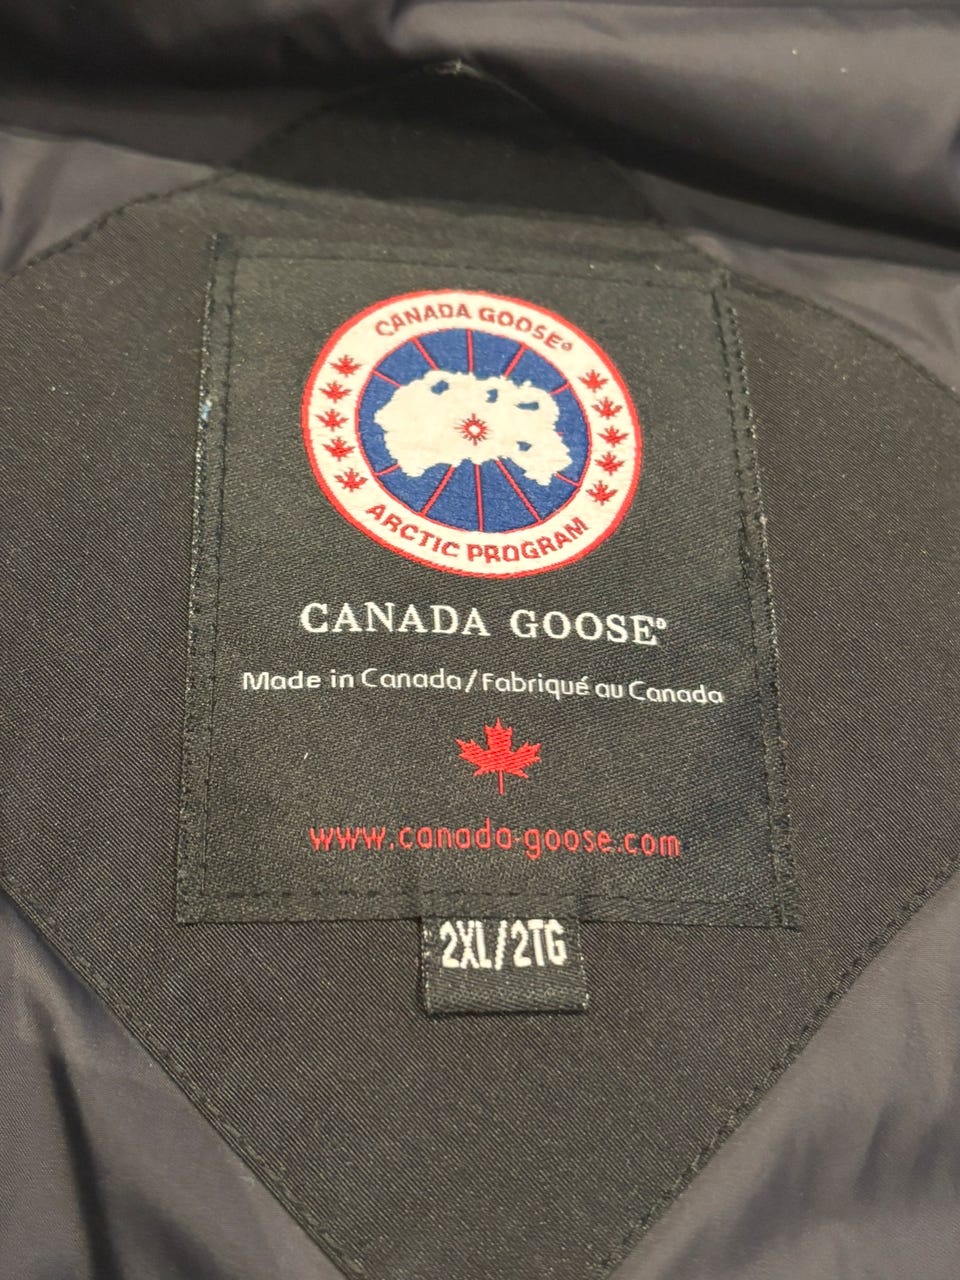 CANADA GOOSE®
ARCTIC PROGRAM
CANADA GOOSE®
Made in Canada/Fabriqué au Canada
www.canada-goose.com
2XL/2TG